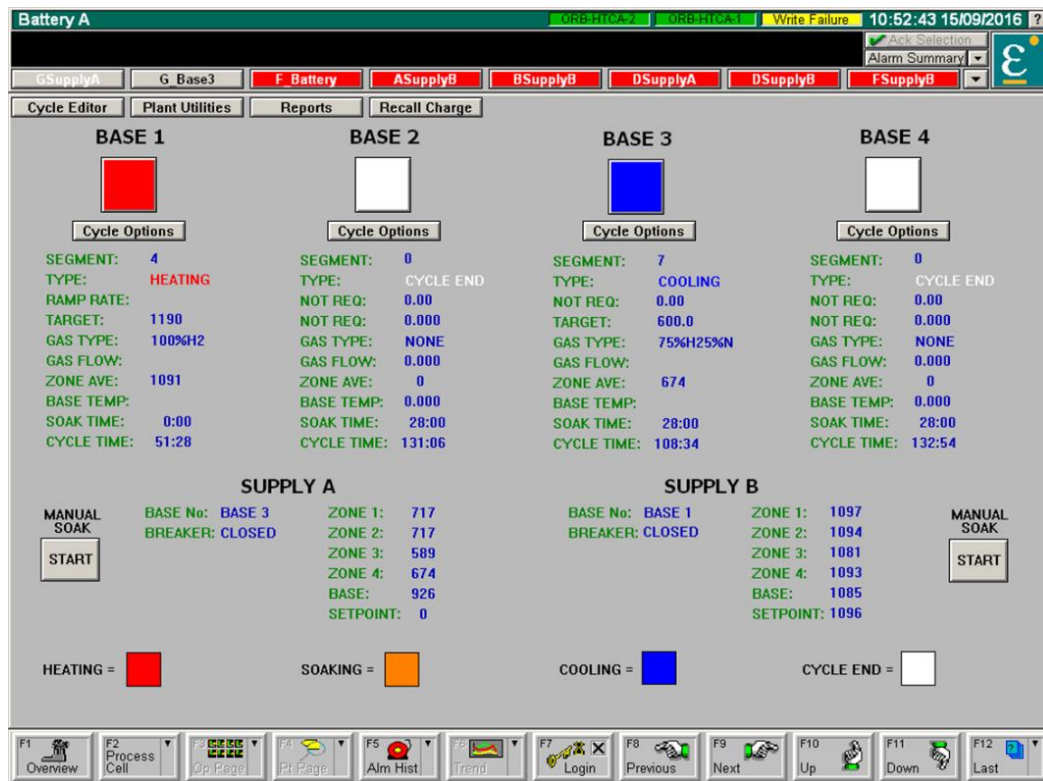 Battery A ORB-HTCA-2 ORB-HTCA-1 Write Failure 10:52:43 15/09/2016 ?
Ack Selection
Alarm Summary
GSupplyA G_Base3 F_Battery ASupplyB BSupplyB DSupplyA DSupplyB FSupplyB
Cycle Editor Plant Utilities Reports Recall Charge
BASE 1 BASE 2 BASE 3 BASE 4
Cycle Options Cycle Options Cycle Options Cycle Options
SEGMENT: 4 SEGMENT: 0 SEGMENT: 7 SEGMENT: 0
TYPE: HEATING TYPE: CYCLE END TYPE: COOLING TYPE: CYCLE END
RAMP RATE: NOT REQ: 0.00 NOT REQ: 0.00 NOT REQ: 0.00
TARGET: 1190 NOT REQ: 0.000 TARGET: 600.0 NOT REQ: 0.000
GAS TYPE: 100%H2 GAS TYPE: NONE GAS TYPE: 75%H25%N GAS TYPE: NONE
GAS FLOW: GAS FLOW: 0.000 GAS FLOW: GAS FLOW: 0.000
ZONE AVE: 1091 ZONE AVE: 0 ZONE AVE: 674 ZONE AVE: 0
BASE TEMP: BASE TEMP: 0.000 BASE TEMP: BASE TEMP: 0.000
SOAK TIME: 0:00 SOAK TIME: 28:00 SOAK TIME: 28:00 SOAK TIME: 28:00
CYCLE TIME: 51:28 CYCLE TIME: 131:06 CYCLE TIME: 108:34 CYCLE TIME: 132:54
SUPPLY A SUPPLY B
MANUAL SOAK BASE No: BASE 3 ZONE 1: 717 BASE No: BASE 1 ZONE 1: 1097 MANUAL SOAK
BREAKER: CLOSED ZONE 2: 717 BREAKER: CLOSED ZONE 2: 1094
START ZONE 3: 589 ZONE 3: 1081 START
ZONE 4: 674 ZONE 4: 1093
BASE: 926 BASE: 1085
SETPOINT: 0 SETPOINT: 1096
HEATING = SOAKING = COOLING = CYCLE END =
F1 Overview F2 Process Cell F3 Op Page F4 Pt Page F5 Alm Hist F6 Trend F7 Login F8 Previous F9 Next F10 Up F11 Down F12 Last